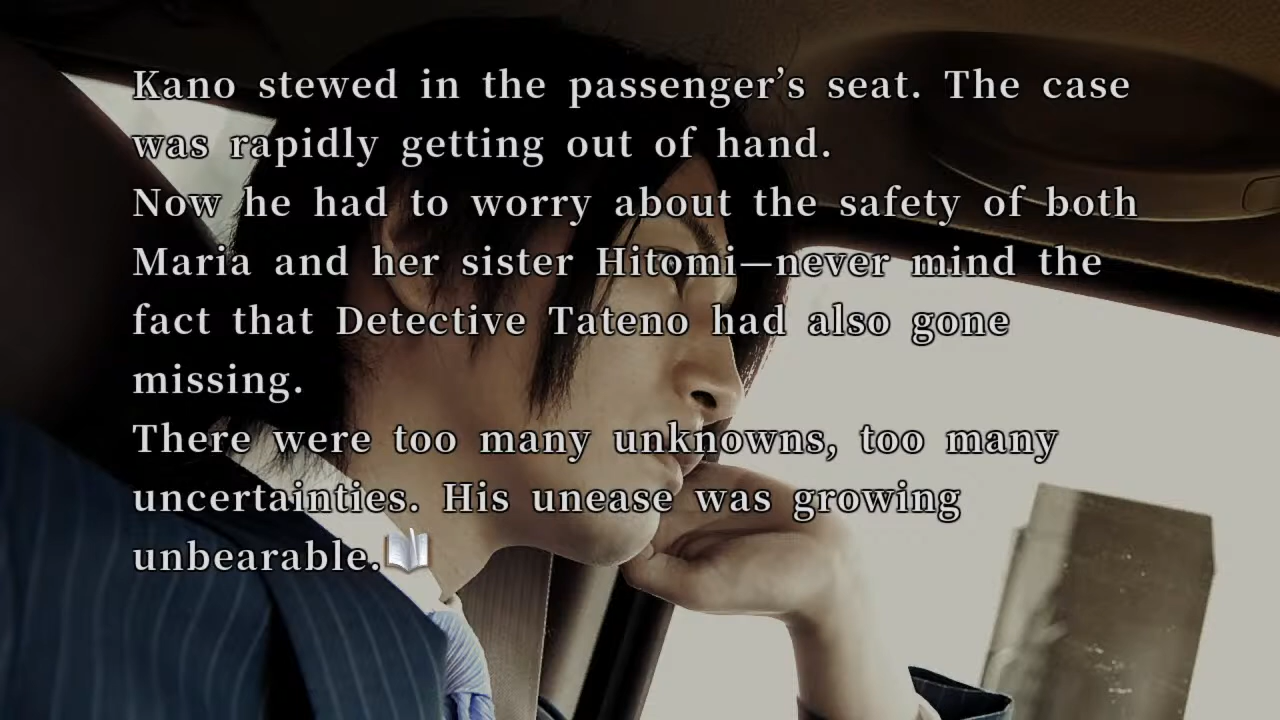 Kano stewed in the passenger’s seat. The case
was rapidly getting out of hand.
Now he had to worry about the safety of both
Maria and her sister Hitomi—never mind the
fact that Detective Tateno had also gone
missing.
There were too many unknowns, too many
uncertainties. His unease was growing
unbearable.